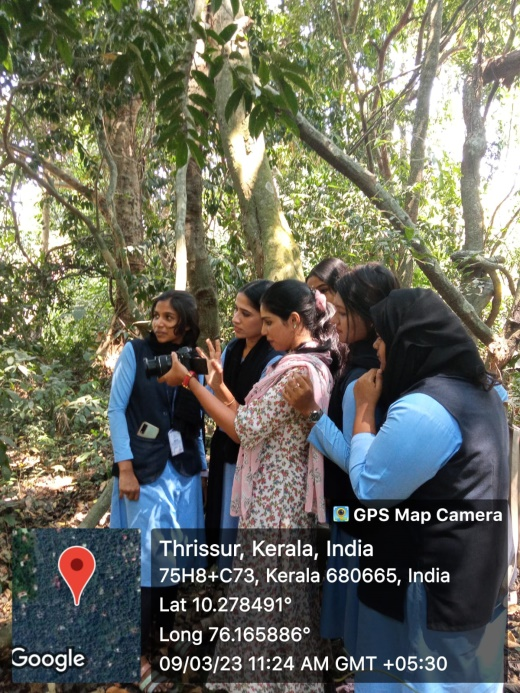 GPS Map Camera
Thrissur, Kerala, India
75H8+C73, Kerala 680665, India
Lat 10.278491°
Long 76.165886°
09/03/23 11:24 AM GMT +05:30
Google